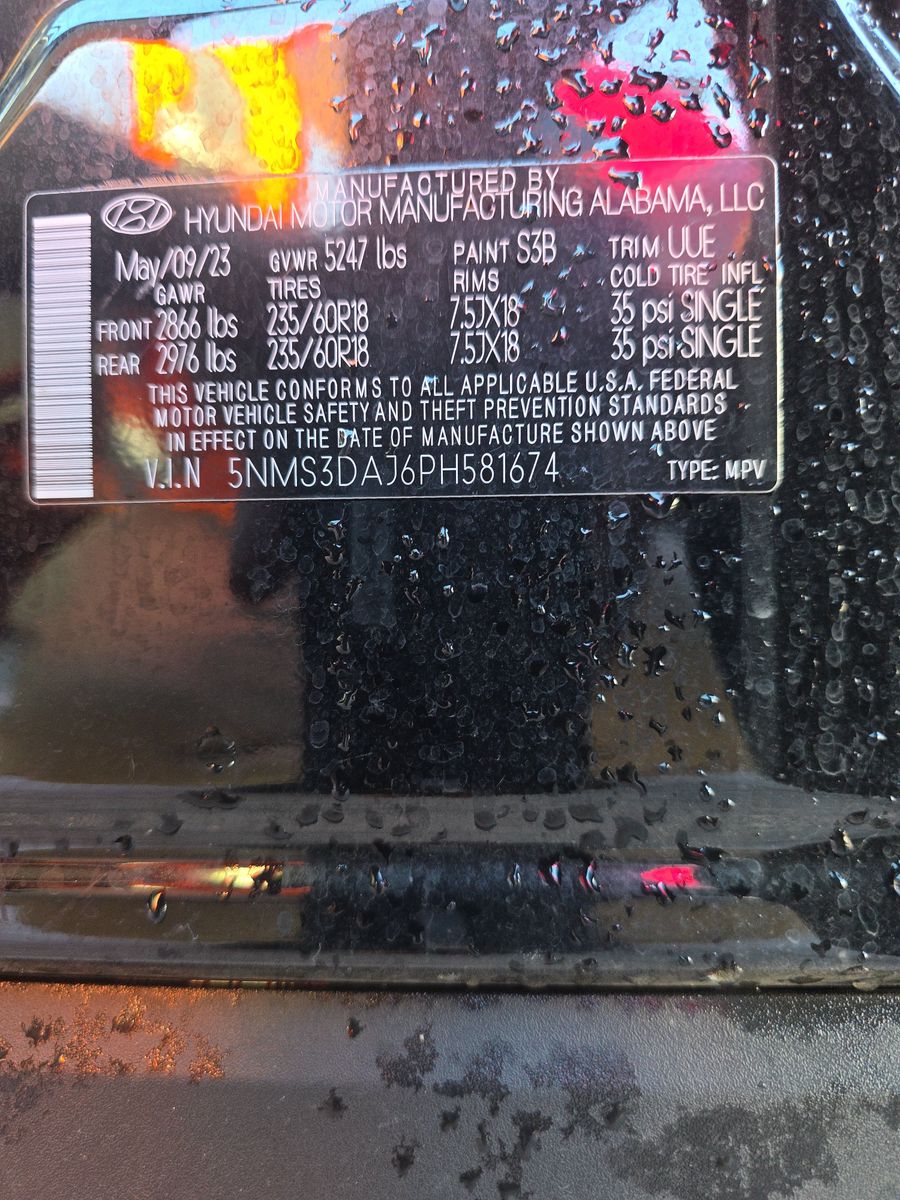 MANUFACTURED BY
HYUNDAI MOTOR MANUFACTURING ALABAMA, LLC
May/09/23 GVWR 5247 lbs PAINT S3B TRIM UUE
GAWR TIRES RIMS COLD TIRE INFL
FRONT 2866 lbs 235/60R18 7.5JX18 35 psi SINGLE
REAR 2976 lbs 235/60R18 7.5JX18 35 psi SINGLE
THIS VEHICLE CONFORMS TO ALL APPLICABLE U.S.A. FEDERAL
MOTOR VEHICLE SAFETY AND THEFT PREVENTION STANDARDS
IN EFFECT ON THE DATE OF MANUFACTURE SHOWN ABOVE
V.I.N 5NMS3DAJ6PH581674 TYPE: MPV